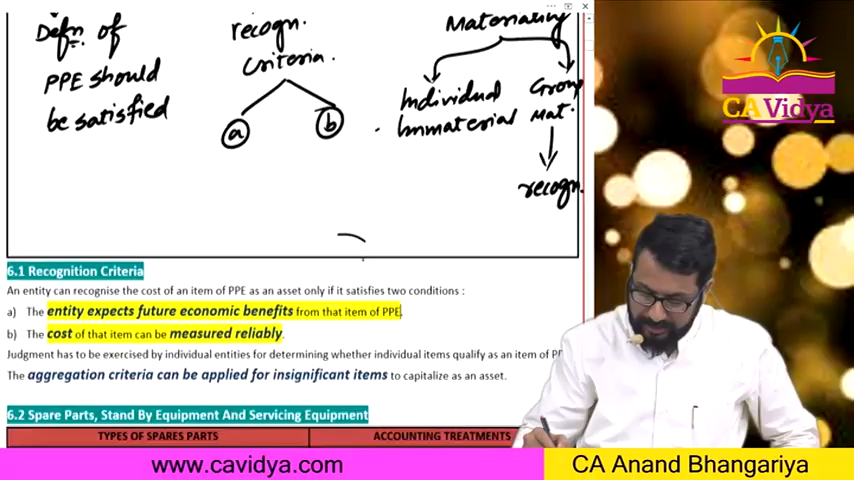 Defn. of
PPE should
be satisfied
recogn.
Criteria.
a
b
Materiality
Individual
Immaterial
Group
Mat.
recogn.
CA Vidya
6.1 Recognition Criteria
An entity can recognise the cost of an item of PPE as an asset only if it satisfies two conditions :
a) The entity expects future economic benefits from that item of PPE.
b) The cost of that item can be measured reliably.
Judgment has to be exercised by individual entities for determining whether individual items qualify as an item of
The aggregation criteria can be applied for insignificant items to capitalize as an asset.
6.2 Spare Parts, Stand By Equipment And Servicing Equipment
TYPES OF SPARES PARTS
ACCOUNTING TREATMENTS
www.cavidya.com
CA Anand Bhangariya